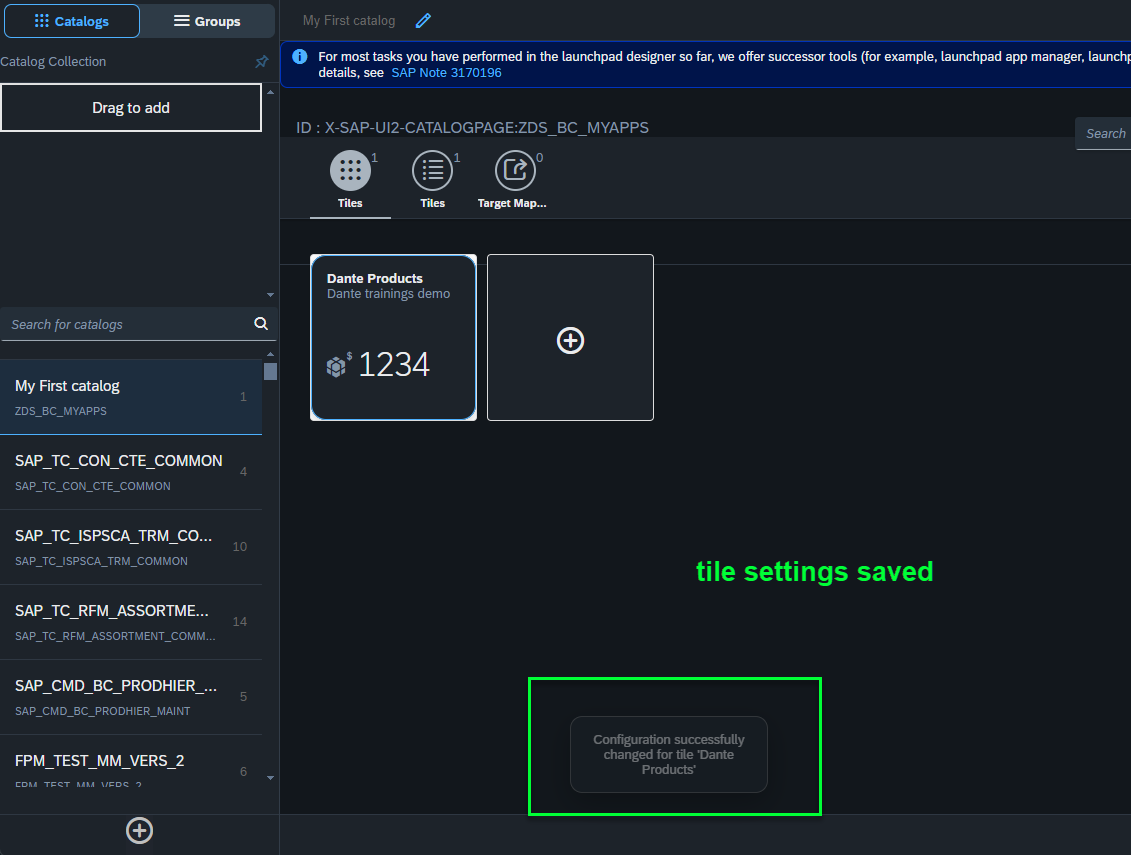 Catalogs
Groups
Catalog Collection
Drag to add
Search for catalogs
My First catalog
1
ZDS_BC_MYAPPS
SAP_TC_CON_CTE_COMMON
4
SAP_TC_CON_CTE_COMMON
SAP_TC_ISPSCA_TRM_CO...
10
SAP_TC_ISPSCA_TRM_COMMON
SAP_TC_RFM_ASSORTME...
14
SAP_TC_RFM_ASSORTMENT_COMM...
SAP_CMD_BC_PRODHIER_...
5
SAP_CMD_BC_PRODHIER_MAINT
FPM_TEST_MM_VERS_2
6
FPM_TEST_MM_VERS_2
My First catalog
For most tasks you have performed in the launchpad designer so far, we offer successor tools (for example, launchpad app manager, launchp
details, see SAP Note 3170196
ID : X-SAP-UI2-CATALOGPAGE:ZDS_BC_MYAPPS
Search
1
Tiles
1
Tiles
0
Target Map...
Dante Products
Dante trainings demo
$ 1234
tile settings saved
Configuration successfully
changed for tile 'Dante
Products'